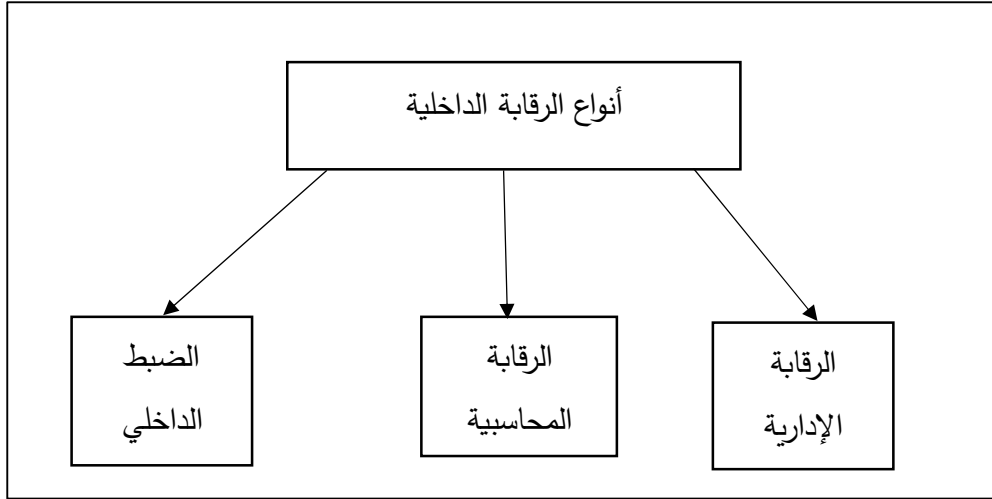 أنواع الرقابة الداخلية
الرقابة
الإدارية
الرقابة
المحاسبية
الضبط
الداخلي